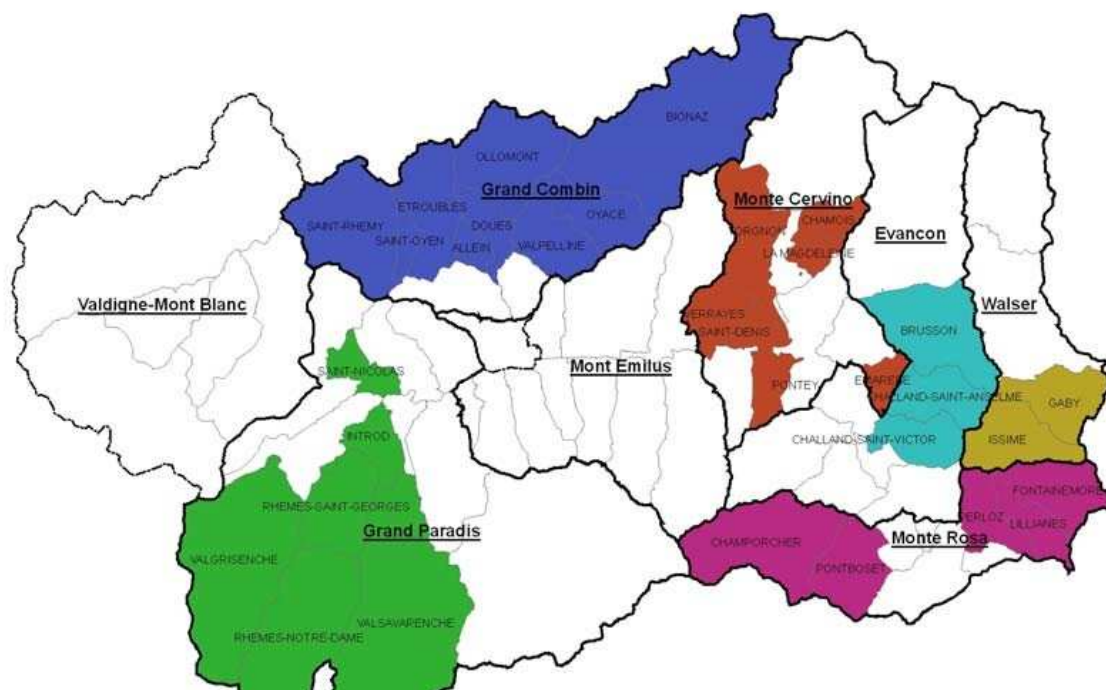 BIONAZ
OLLOMONT
Grand Combin
Monte Cervino
ETROUBLES
OYACE
CHAMOIS
SAINT-RHEMY
DOUES
TORGNON
Evancon
SAINT-OYEN
ALLEIN
VALPELLINE
LA MAGDELEINE
Valdigne-Mont Blanc
Walser
VERRAYES
SAINT-DENIS
BRUSSON
SAINT-NICOLAS
Mont Emilus
PONTEY
EMARESE
CHALLAND-SAINT-ANSELME
GABY
INTROD
CHALLAND-SAINT-VICTOR
ISSIME
FONTAINEMORE
RHEMES-SAINT-GEORGES
PERLOZ
LILLIANES
Grand Paradis
Monte Rosa
CHAMPORCHER
VALGRISENCHE
PONTBOSET
VALSAVARENCHE
RHEMES-NOTRE-DAME